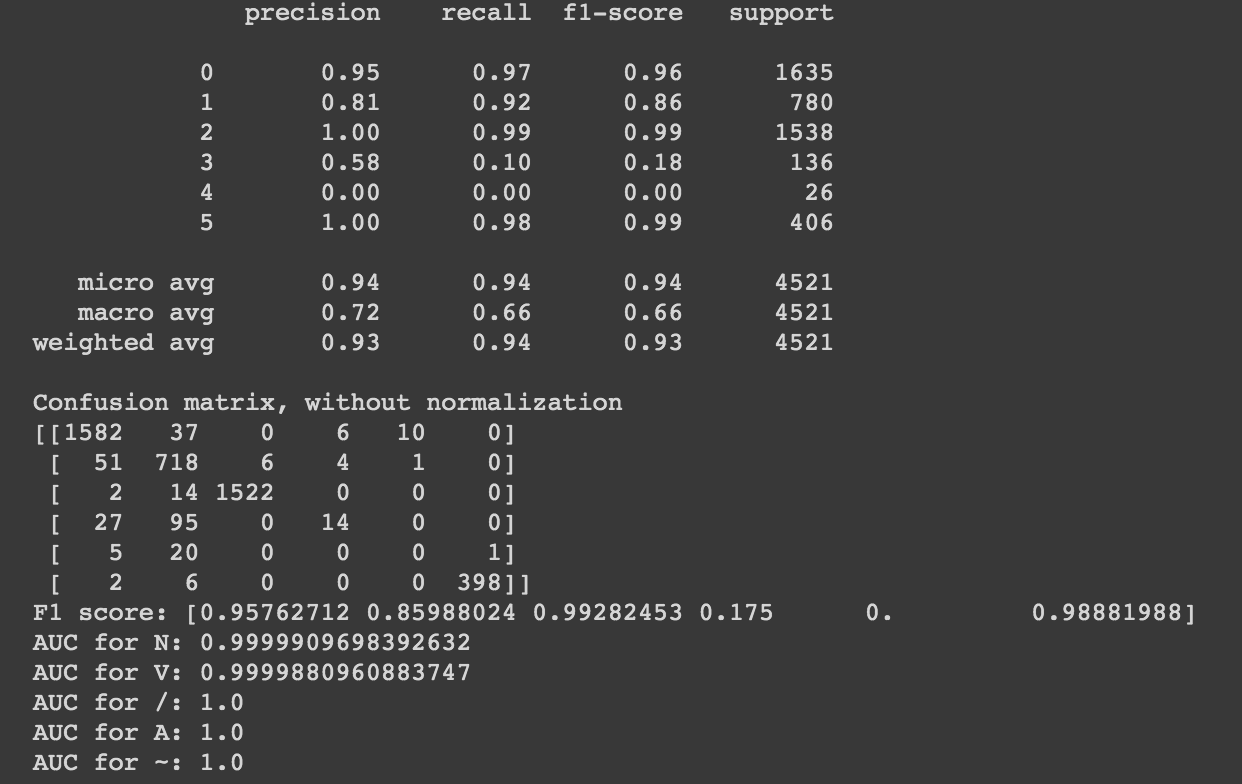 precision recall f1-score support
0 0.95 0.97 0.96 1635
1 0.81 0.92 0.86 780
2 1.00 0.99 0.99 1538
3 0.58 0.10 0.18 136
4 0.00 0.00 0.00 26
5 1.00 0.98 0.99 406
micro avg 0.94 0.94 0.94 4521
macro avg 0.72 0.66 0.66 4521
weighted avg 0.93 0.94 0.93 4521
Confusion matrix, without normalization
[[1582 37 0 6 10 0]
[ 51 718 6 4 1 0]
[ 2 14 1522 0 0 0]
[ 27 95 0 14 0 0]
[ 5 20 0 0 0 1]
[ 2 6 0 0 0 398]]
F1 score: [0.95762712 0.85988024 0.99282453 0.175 0. 0.98881988]
AUC for N: 0.9999909698392632
AUC for V: 0.9999880960883747
AUC for /: 1.0
AUC for A: 1.0
AUC for ~: 1.0